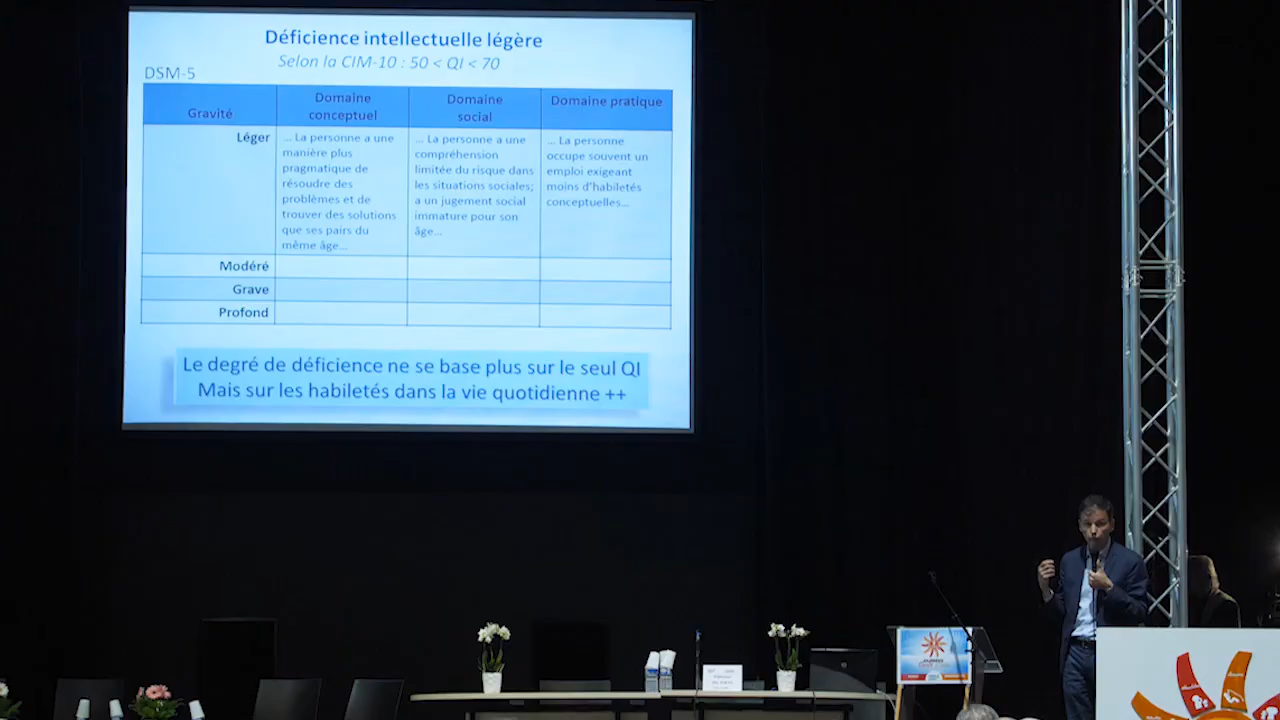 Déficience intellectuelle légère
Selon la CIM-10 : 50 < QI < 70
DSM-5
Gravité
Domaine
conceptuel
Domaine
social
Domaine pratique
Léger
... La personne a une
manière plus
pragmatique de
résoudre des
problèmes et de
trouver des solutions
que ses pairs du
même âge...
... La personne a une
compréhension
limitée du risque dans
les situations sociales;
a un jugement social
immature pour son
âge...
... La personne
occupe souvent un
emploi exigeant
moins d'habiletés
conceptuelles...
Modéré
Grave
Profond
Le degré de déficience ne se base plus sur le seul QI
Mais sur les habiletés dans la vie quotidienne ++